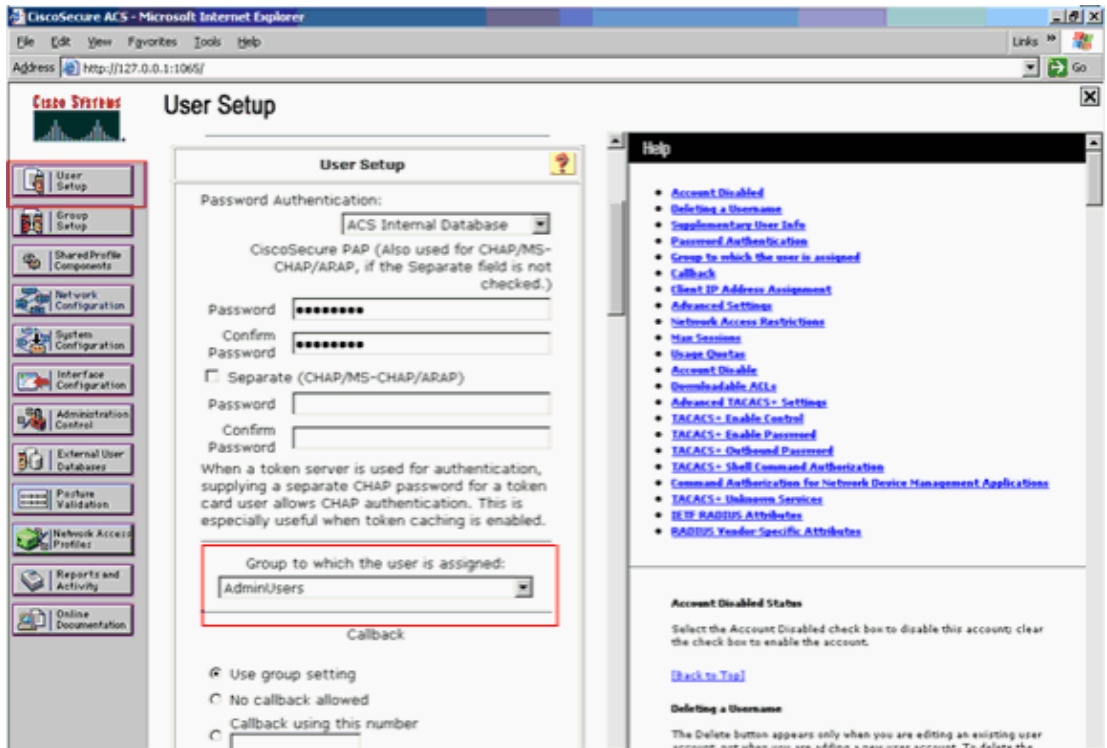 CiscoSecure ACS - Microsoft Internet Explorer
File Edit View Favorites Tools Help
Links »
Address http://127.0.0.1:1065/
Go
CISCO SYSTEMS
User Setup
User Setup
Group Setup
Shared Profile Components
Network Configuration
System Configuration
Interface Configuration
Administration Control
External User Databases
Posture Validation
Network Access Profiles
Reports and Activity
Online Documentation
User Setup
?
Password Authentication:
ACS Internal Database
CiscoSecure PAP (Also used for CHAP/MS-
CHAP/ARAP, if the Separate field is not
checked.)
Password
Confirm
Password
Separate (CHAP/MS-CHAP/ARAP)
Password
Confirm
Password
When a token server is used for authentication,
supplying a separate CHAP password for a token
card user allows CHAP authentication. This is
especially useful when token caching is enabled.
Group to which the user is assigned:
AdminUsers
Callback
Use group setting
No callback allowed
Callback using this number
Help
Account Disabled
Deleting a Username
Supplementary User Info
Password Authentication
Group to which the user is assigned
Callback
Client IP Address Assignment
Advanced Settings
Network Access Restrictions
Max Sessions
Usage Quotas
Account Disable
Downloadable ACLs
Advanced TACACS+ Settings
TACACS+ Enable Control
TACACS+ Enable Password
TACACS+ Outbound Password
TACACS+ Shell Command Authorization
Command Authorization for Network Device Management Applications
TACACS+ Unknown Services
IETF RADIUS Attributes
RADIUS Vendor-Specific Attributes
Account Disabled Status
Select the Account Disabled check box to disable this account; clear
the check box to enable the account.
[Back to Top]
Deleting a Username
The Delete button appears only when you are editing an existing user
account, not when you are adding a new user account. To delete the